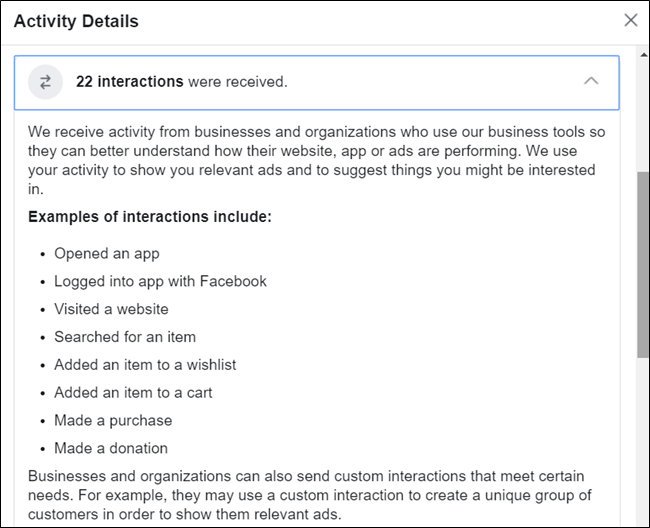 Activity Details
22 interactions were received.
We receive activity from businesses and organizations who use our business tools so
they can better understand how their website, app or ads are performing. We use
your activity to show you relevant ads and to suggest things you might be interested
in.
Examples of interactions include:
• Opened an app
• Logged into app with Facebook
• Visited a website
• Searched for an item
• Added an item to a wishlist
• Added an item to a cart
• Made a purchase
• Made a donation
Businesses and organizations can also send custom interactions that meet certain
needs. For example, they may use a custom interaction to create a unique group of
customers in order to show them relevant ads.